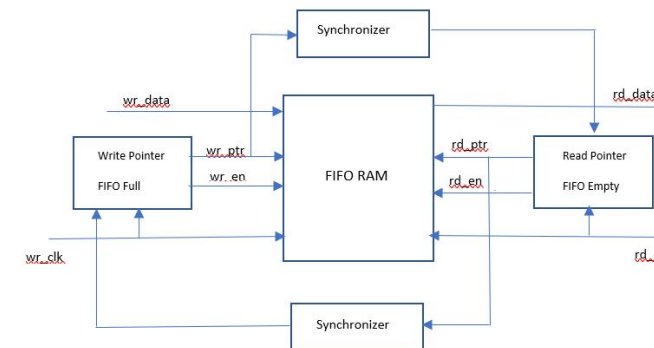 Synchronizer
wr_data
rd_data
Write Pointer
FIFO Full
wr_ptr
wr_en
FIFO RAM
rd_ptr
rd_en
Read Pointer
FIFO Empty
wr_clk
rd_
Synchronizer